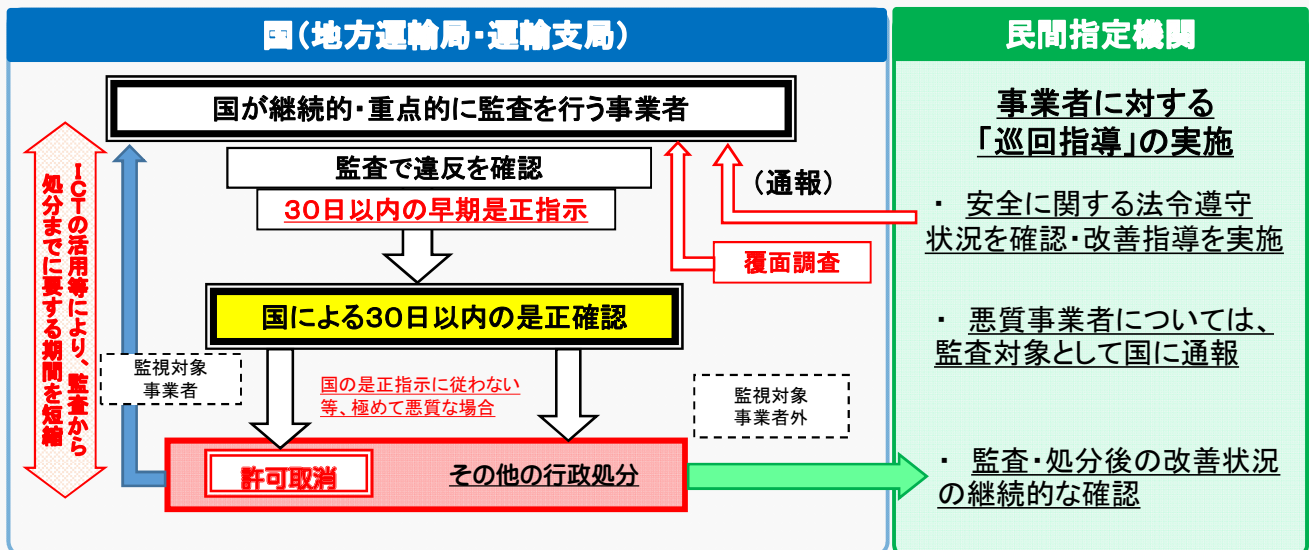 国(地方運輸局・運輸支局)
国が継続的・重点的に監査を行う事業者
監査で違反を確認
30日以内の早期是正指示
(通報)
覆面調査
国による30日以内の是正確認
ICTの活用等により、監査から
処分までに要する期間を短縮
監視対象
事業者
国の是正指示に従わない
等、極めて悪質な場合
監視対象
事業者外
許可取消
その他の行政処分
民間指定機関
事業者に対する
「巡回指導」の実施
・ 安全に関する法令遵守
状況を確認・改善指導を実施
・ 悪質事業者については、
監査対象として国に通報
・ 監査・処分後の改善状況
の継続的な確認